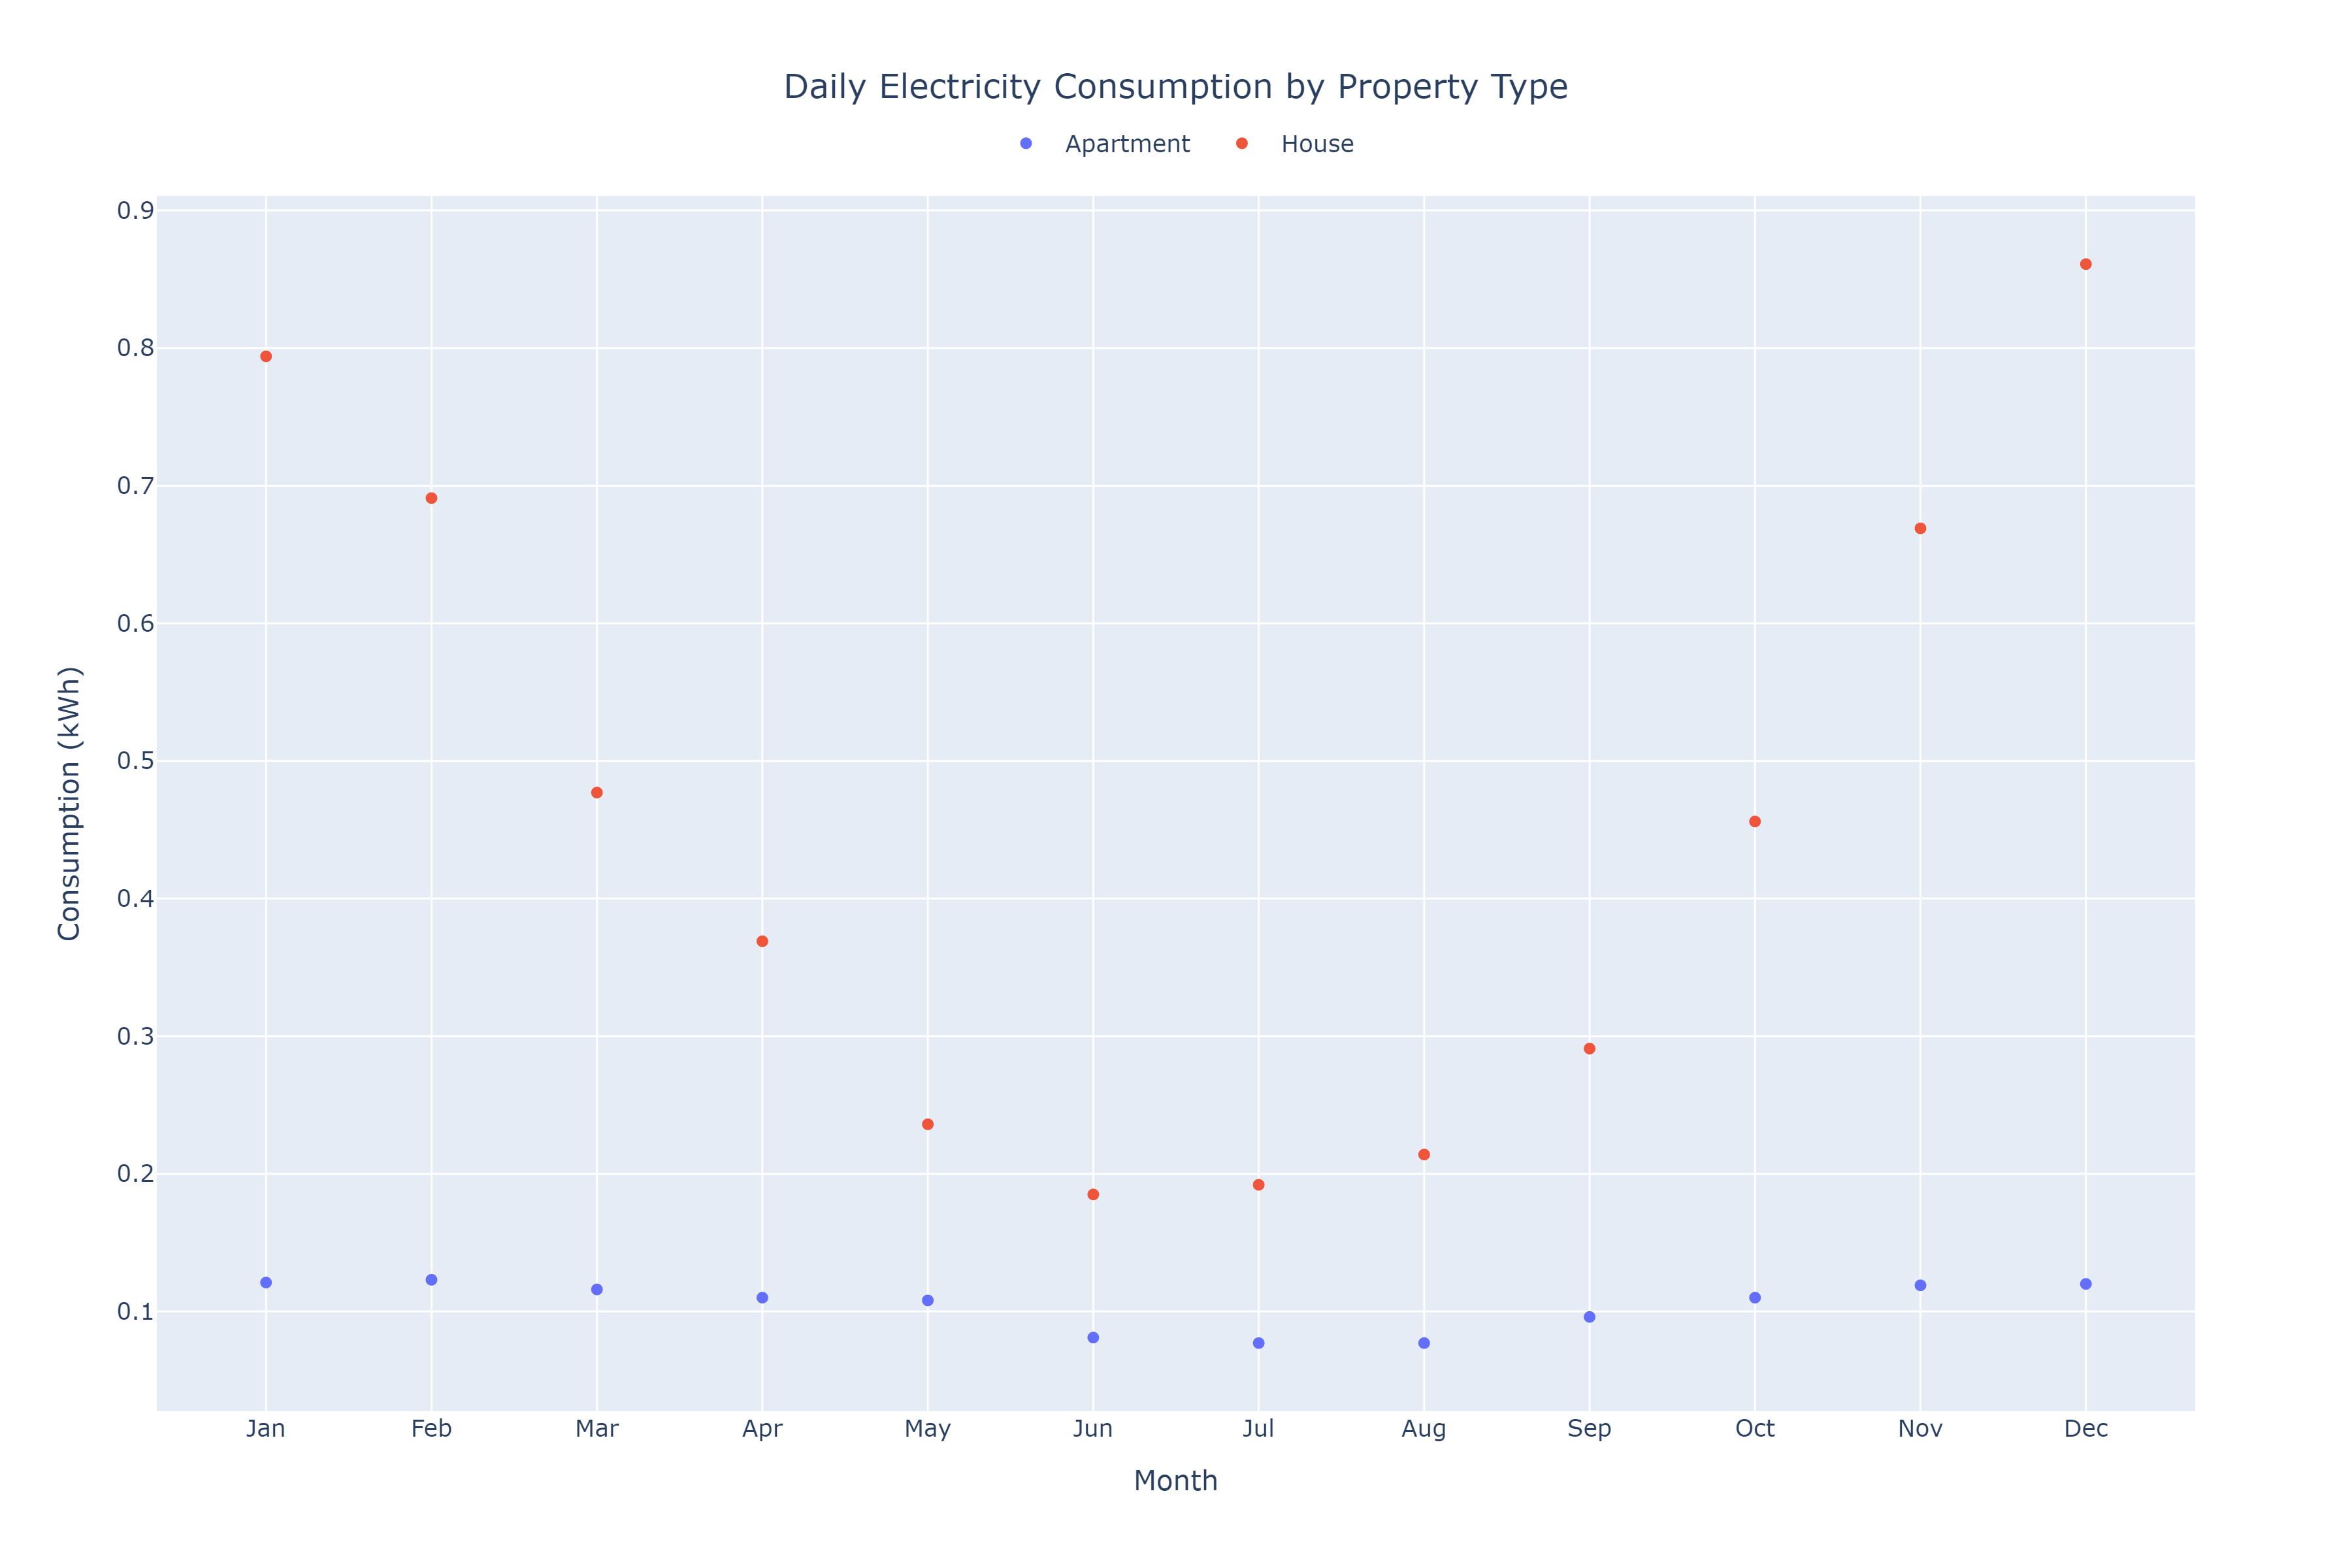 Daily Electricity Consumption by Property Type
Apartment House
0.9
0.8
0.7
0.6
0.5
0.4
0.3
0.2
0.1
Consumption (kWh)
Jan Feb Mar Apr May Jun Jul Aug Sep Oct Nov Dec
Month